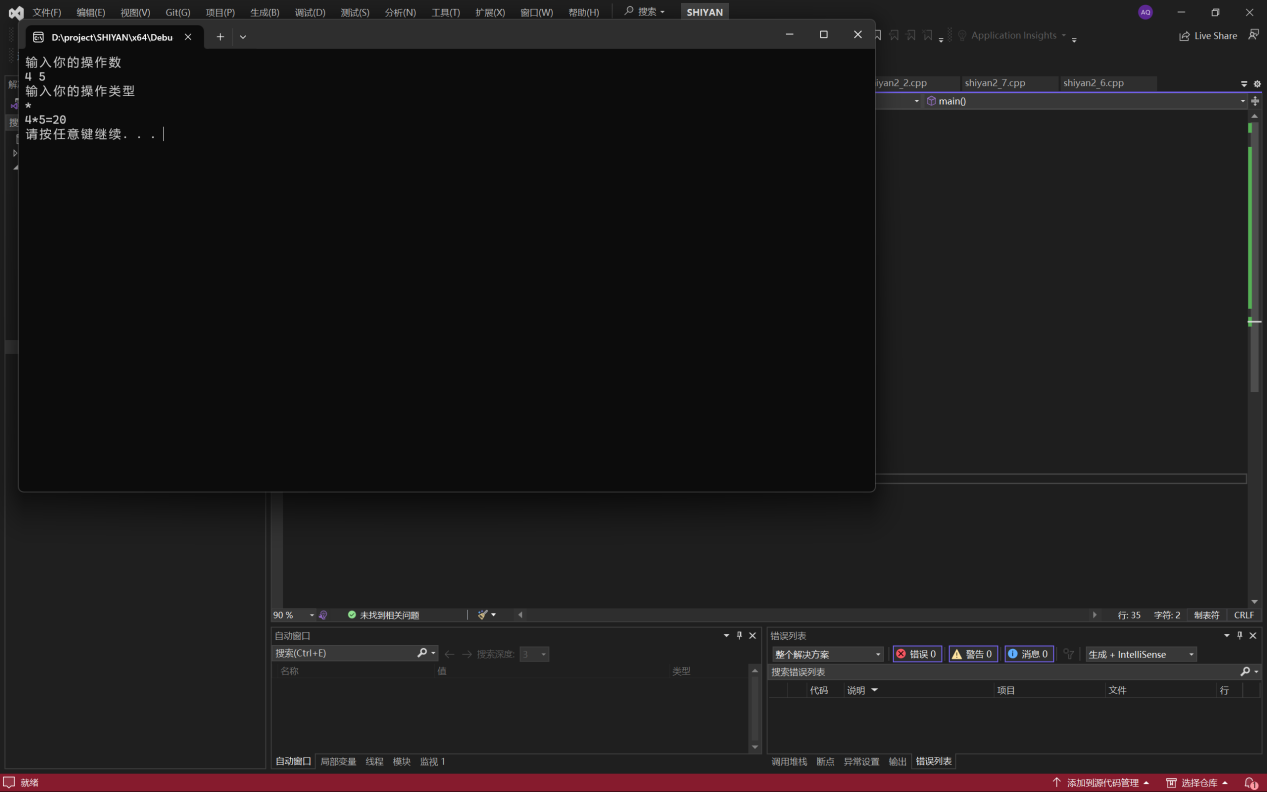 文件(F) 编辑(E) 视图(V) Git(G) 项目(P) 生成(B) 调试(D) 测试(S) 分析(N) 工具(T) 扩展(X) 窗口(W) 帮助(H) 搜索 SHIYAN AQ
D:\project\SHIYAN\x64\Debu
Application Insights Live Share
输入你的操作数
4 5
输入你的操作类型
*
4*5=20
请按任意键继续. . .
iyan2_2.cpp shiyan2_7.cpp shiyan2_6.cpp
main()
90 % 未找到相关问题 行: 35 字符: 2 制表符 CRLF
自动窗口
搜索(Ctrl+E) 搜索深度: 3
名称 值 类型
自动窗口 局部变量 线程 模块 监视 1
错误列表
整个解决方案 错误 0 警告 0 消息 0 生成 + IntelliSense
搜索错误列表
代码 说明 项目 文件 行
调用堆栈 断点 异常设置 输出 错误列表
就绪 添加到源代码管理 选择仓库 1